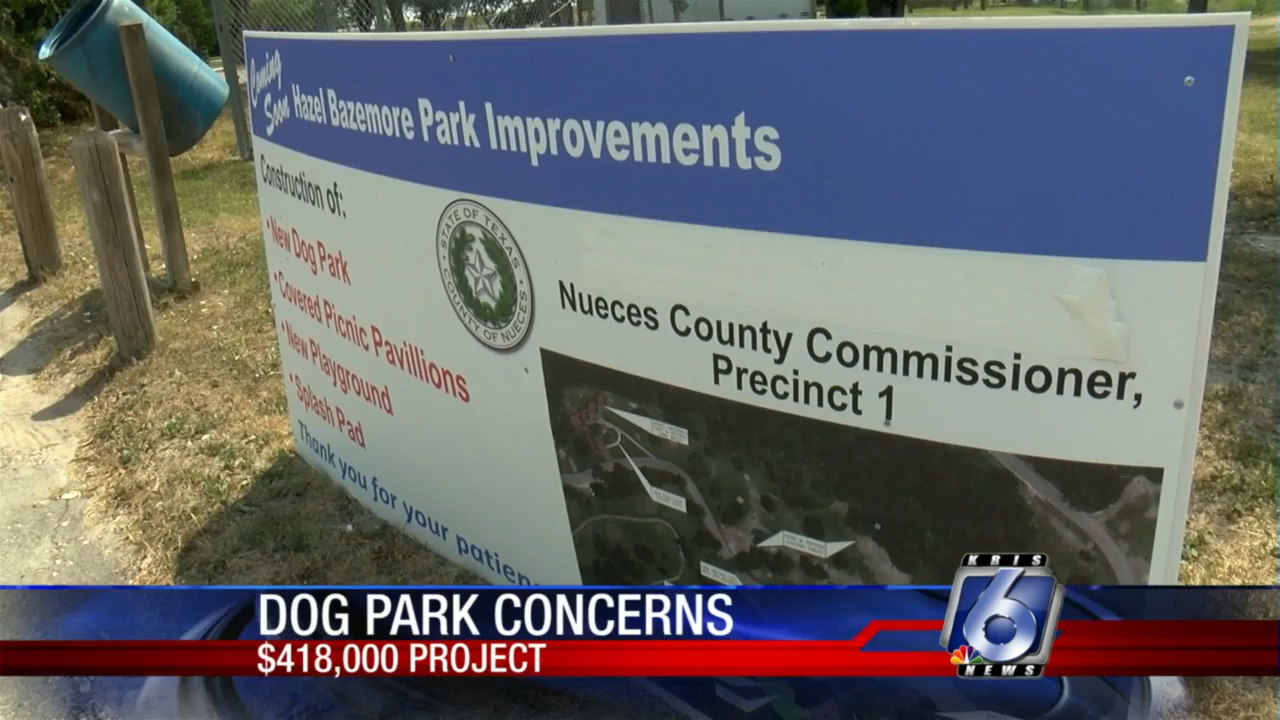 Coming
Soon
Hazel Bazemore Park Improvements
Construction of:
•New Dog Park
•Covered Picnic Pavillions
•New Playground
•Splash Pad
Thank you for your patien
STATE OF TEXAS
COUNTY OF NUECES
Nueces County Commissioner,
Precinct 1
DOG PARK CONCERNS
$418,000 PROJECT
KRIS
6
NEWS